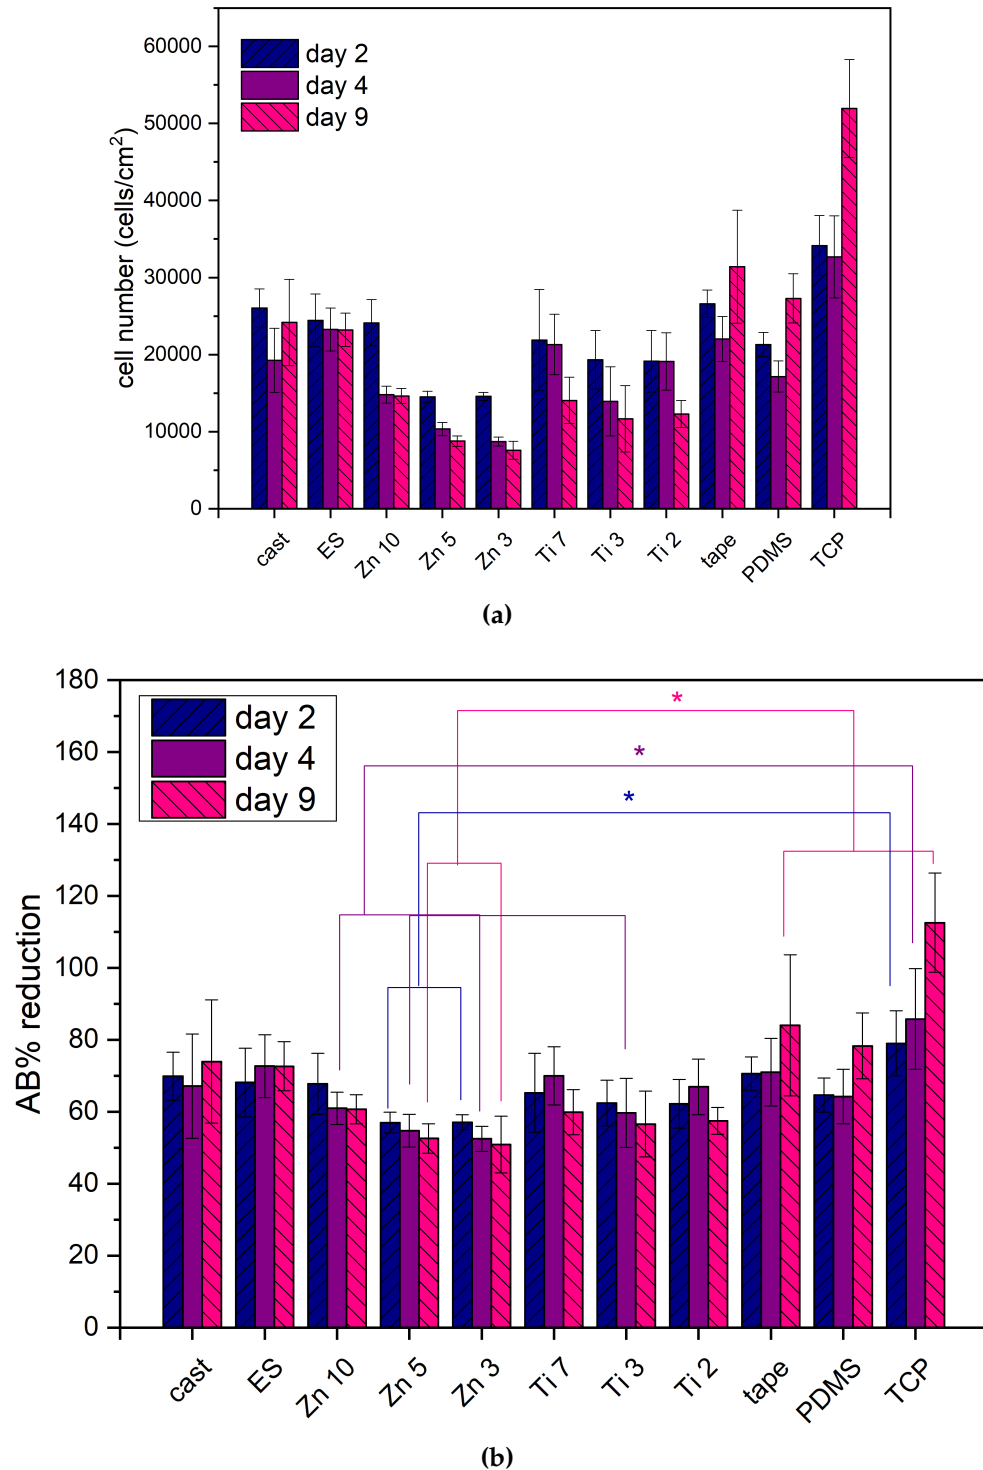 60000
50000
40000
30000
20000
10000
0
cell number (cells/cm²)
day 2
day 4
day 9
cast ES Zn 10 Zn 5 Zn 3 Ti 7 Ti 3 Ti 2 tape PDMS TCP
(a)
180
160
140
120
100
80
60
40
20
0
AB% reduction
day 2
day 4
day 9
*
*
*
cast ES Zn 10 Zn 5 Zn 3 Ti 7 Ti 3 Ti 2 tape PDMS TCP
(b)